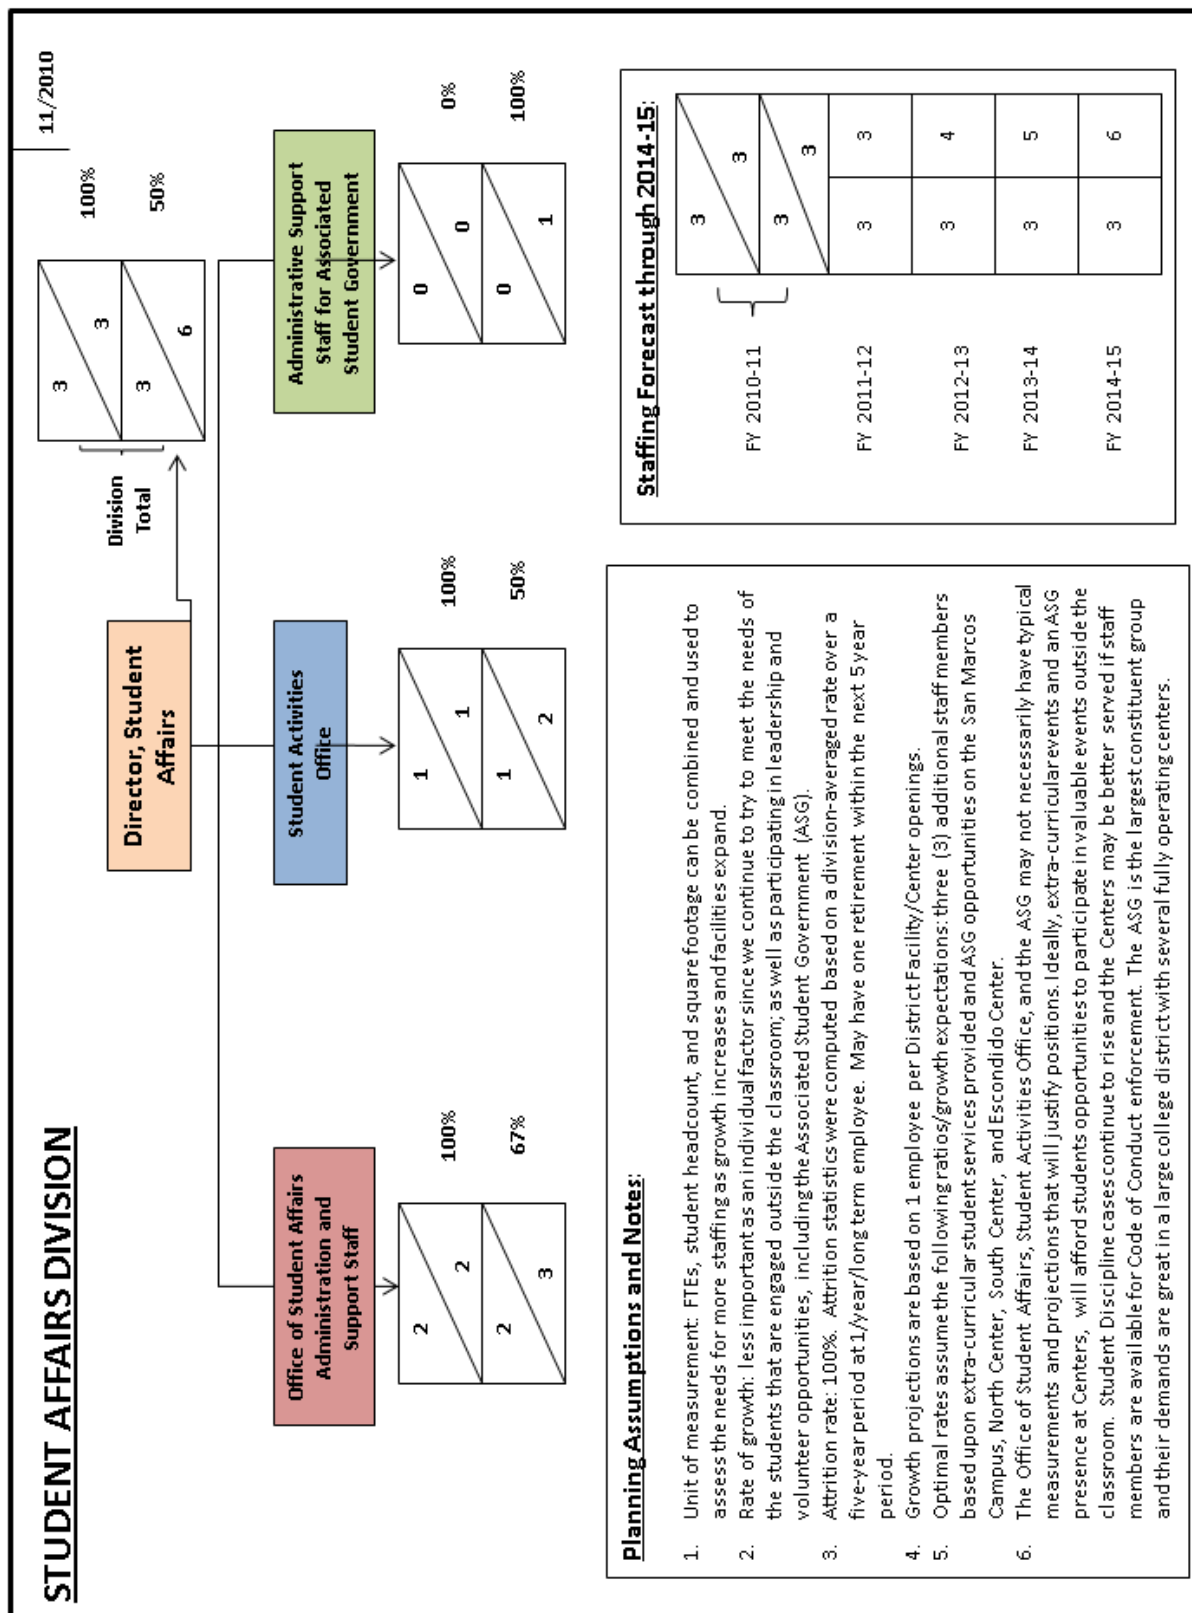 STUDENT AFFAIRS DIVISION
11/2010
Director, Student
Affairs
Division
Total
3
3
100%
3
6
50%
Office of Student Affairs
Administration and
Support Staff
2
2
100%
2
3
67%
Student Activities
Office
1
1
100%
1
2
50%
Administrative Support
Staff for Associated
Student Government
0
0
0%
0
1
100%
Planning Assumptions and Notes:
1. Unit of measurement: FTEs, student headcount, and square footage can be combined and used to
assess the needs for more staffing as growth increases and facilities expand.
2. Rate of growth: less important as an individual factor since we continue to try to meet the needs of
the students that are engaged outside the classroom; as well as participating in leadership and
volunteer opportunities, including the Associated Student Government (ASG).
3. Attrition rate: 100%. Attrition statistics were computed based on a division-averaged rate over a
five-year period at 1/year/long term employee. May have one retirement within the next 5 year
period.
4. Growth projections are based on 1 employee per District Facility/Center openings.
5. Optimal rates assume the following ratios/growth expectations: three (3) additional staff members
based upon extra-curricular student services provided and ASG opportunities on the San Marcos
Campus, North Center, South Center, and Escondido Center.
6. The Office of Student Affairs, Student Activities Office, and the ASG may not necessarily have typical
measurements and projections that will justify positions. Ideally, extra-curricular events and an ASG
presence at Centers, will afford students opportunities to participate in valuable events outside the
classroom. Student Discipline cases continue to rise and the Centers may be better served if staff
members are available for Code of Conduct enforcement. The ASG is the largest constituent group
and their demands are great in a large college district with several fully operating centers.
Staffing Forecast through 2014-15:
FY 2010-11
3
3
3
3
FY 2011-12 3 3
FY 2012-13 3 4
FY 2013-14 3 5
FY 2014-15 3 6